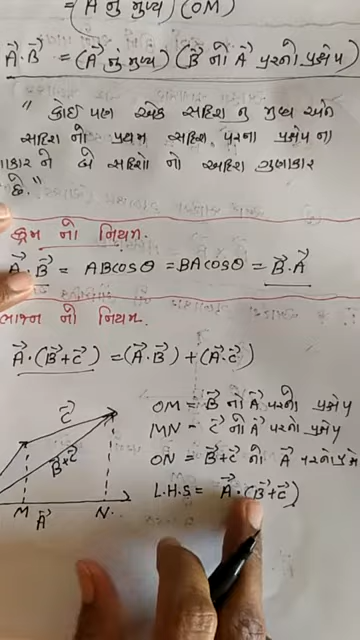 = (A⃗ નું મુલ્ય) (OM)
A⃗·B⃗ = (A⃗ નું મુલ્ય) (B⃗ નો A⃗ પરનો પ્રક્ષેપ)
"કોઈ પણ એક સદિશ નું મુલ્ય અને
સદિશ નો પ્રથમ સદિશ પરના પ્રક્ષેપ ના
ાકાર ને બે સદિશો નો અદિશ ગુણાકાર
છે."
ક્રમ નો નિયમ.
A⃗·B⃗ = ABcosθ = BAcosθ = B⃗·A⃗
નો નિયમ.
A⃗·(B⃗+C⃗) = (A⃗·B⃗) + (A⃗·C⃗)
C⃗
B⃗+C⃗
M N
A⃗
OM = B⃗ નો A⃗ પરનો પ્રક્ષેપ
MN = C⃗ નો A⃗ પરનો પ્રક્ષેપ
ON = B⃗+C⃗ નો A⃗ પરનો પ્રક્ષે
L.H.S = A⃗·(B⃗+C⃗)